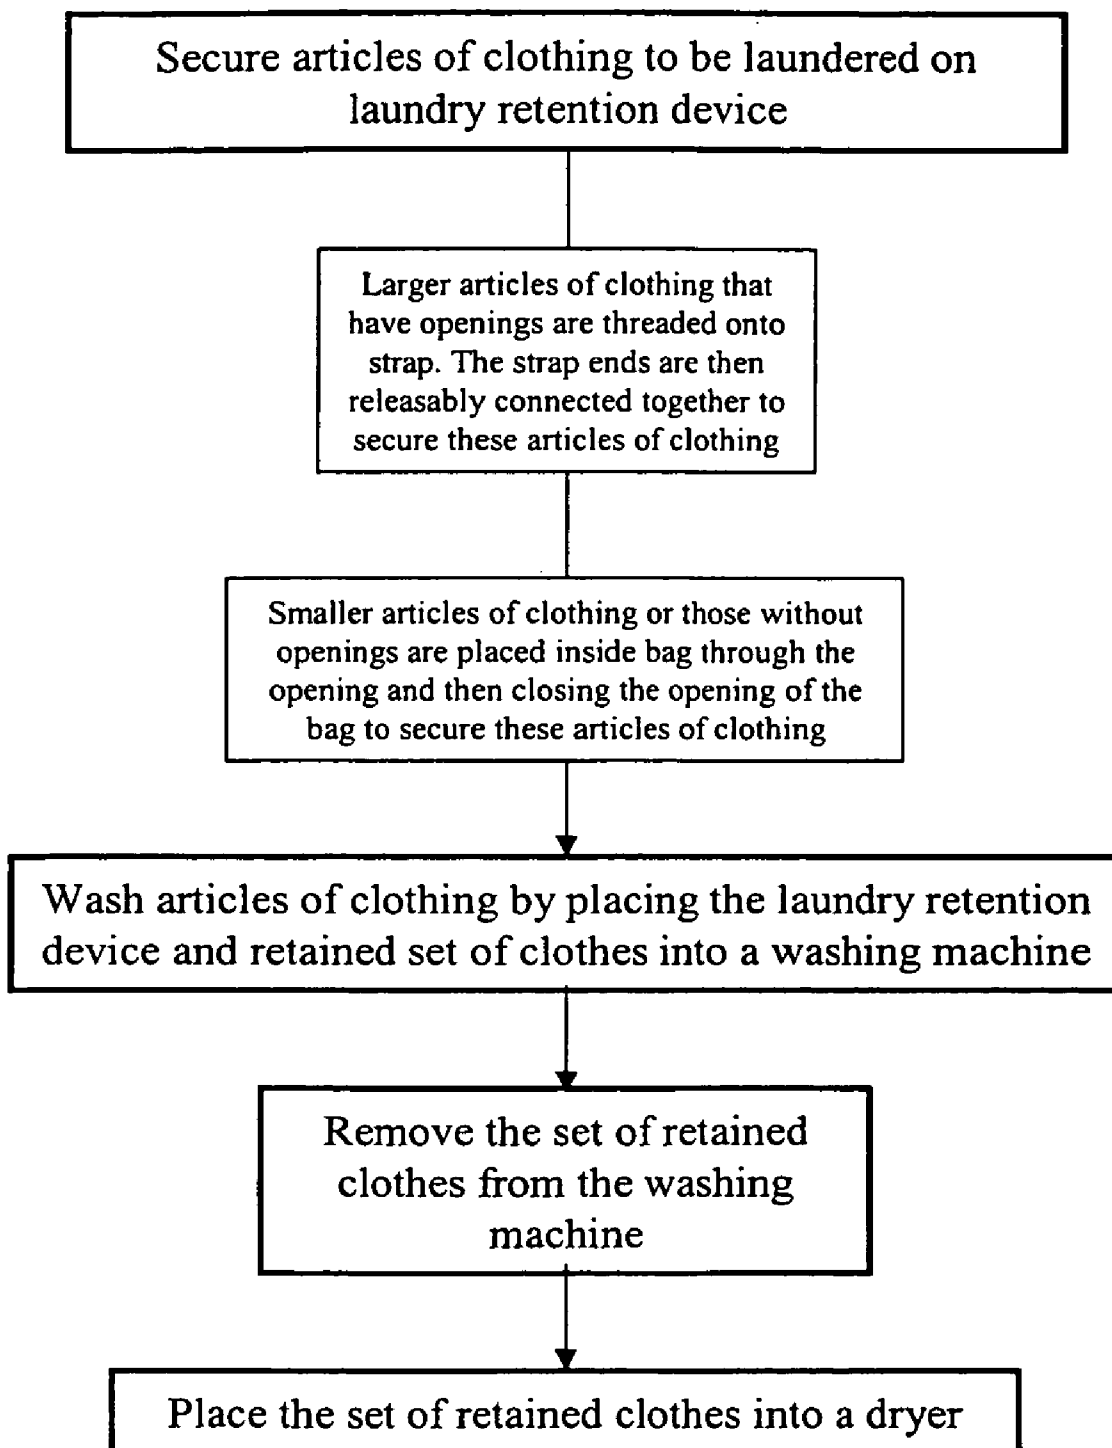 Secure articles of clothing to be laundered on
laundry retention device
Larger articles of clothing that
have openings are threaded onto
strap. The strap ends are then
releasably connected together to
secure these articles of clothing
Smaller articles of clothing or those without
openings are placed inside bag through the
opening and then closing the opening of the
bag to secure these articles of clothing
Wash articles of clothing by placing the laundry retention
device and retained set of clothes into a washing machine
Remove the set of retained
clothes from the washing
machine
Place the set of retained clothes into a dryer